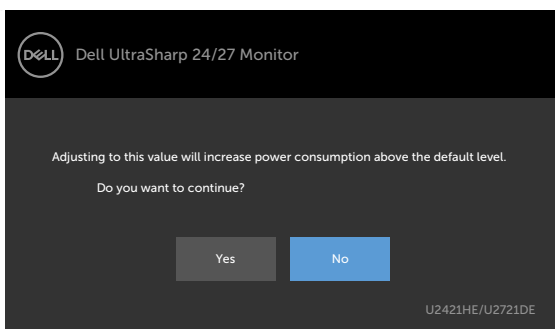 DELL
Dell UltraSharp 24/27 Monitor
Adjusting to this value will increase power consumption above the default level.
Do you want to continue?
Yes
No
U2421HE/U2721DE